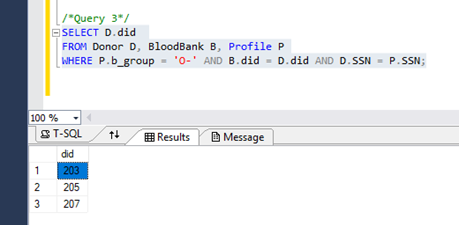 /*Query 3*/
SELECT D.did
FROM Donor D, BloodBank B, Profile P
WHERE P.b_group = 'O-' AND B.did = D.did AND D.SSN = P.SSN;
100 %
T-SQL Results Message
did
1 203
2 205
3 207